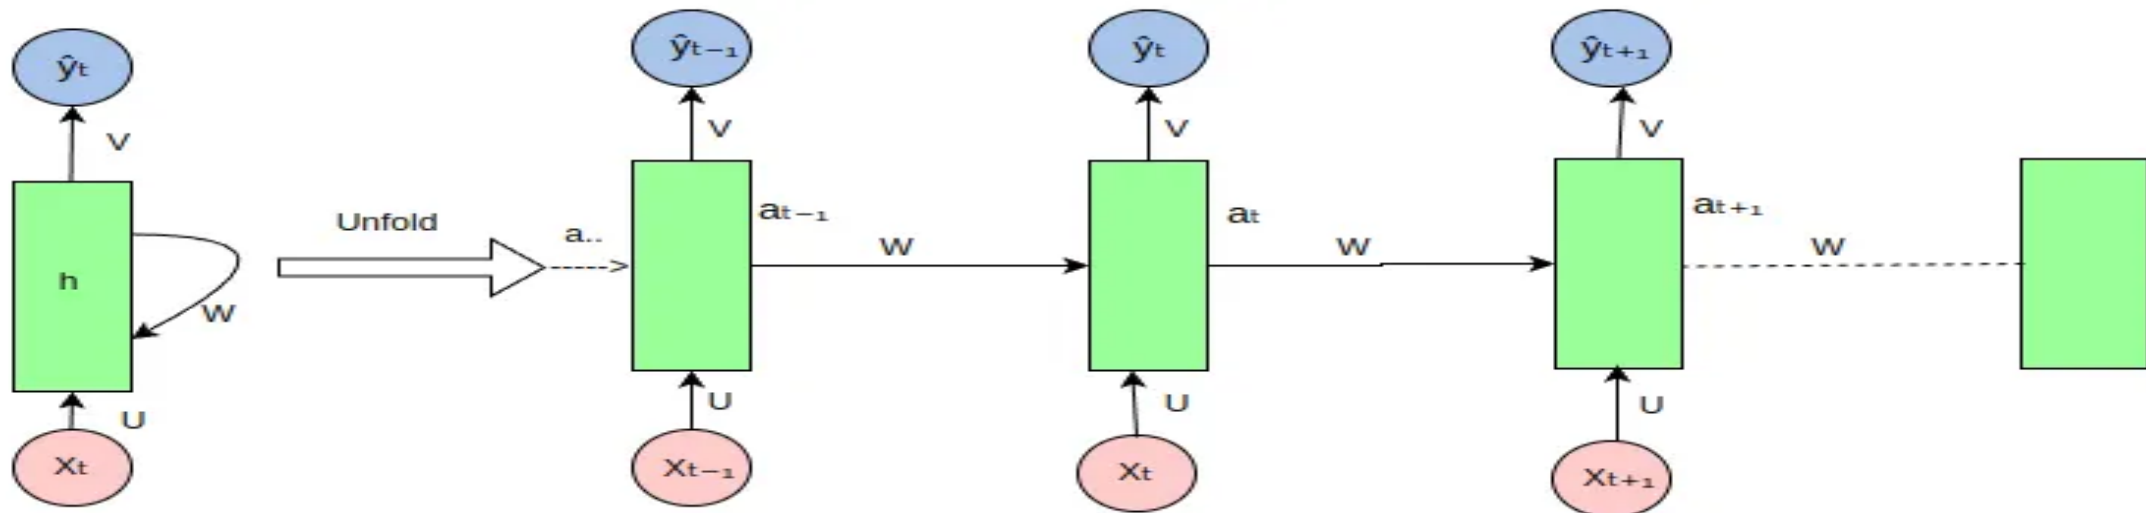 ŷt
V
h
W
U
Xt
Unfold
a..
ŷt−1
V
at−1
W
U
Xt−1
ŷt
V
at
W
U
Xt
ŷt+1
V
at+1
W
U
Xt+1